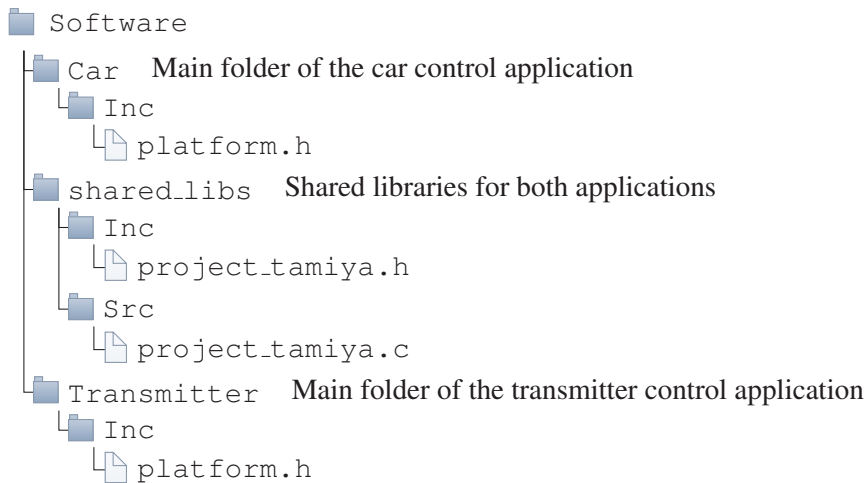 Software
Car Main folder of the car control application
Inc
platform.h
shared_libs Shared libraries for both applications
Inc
project_tamiya.h
Src
project_tamiya.c
Transmitter Main folder of the transmitter control application
Inc
platform.h